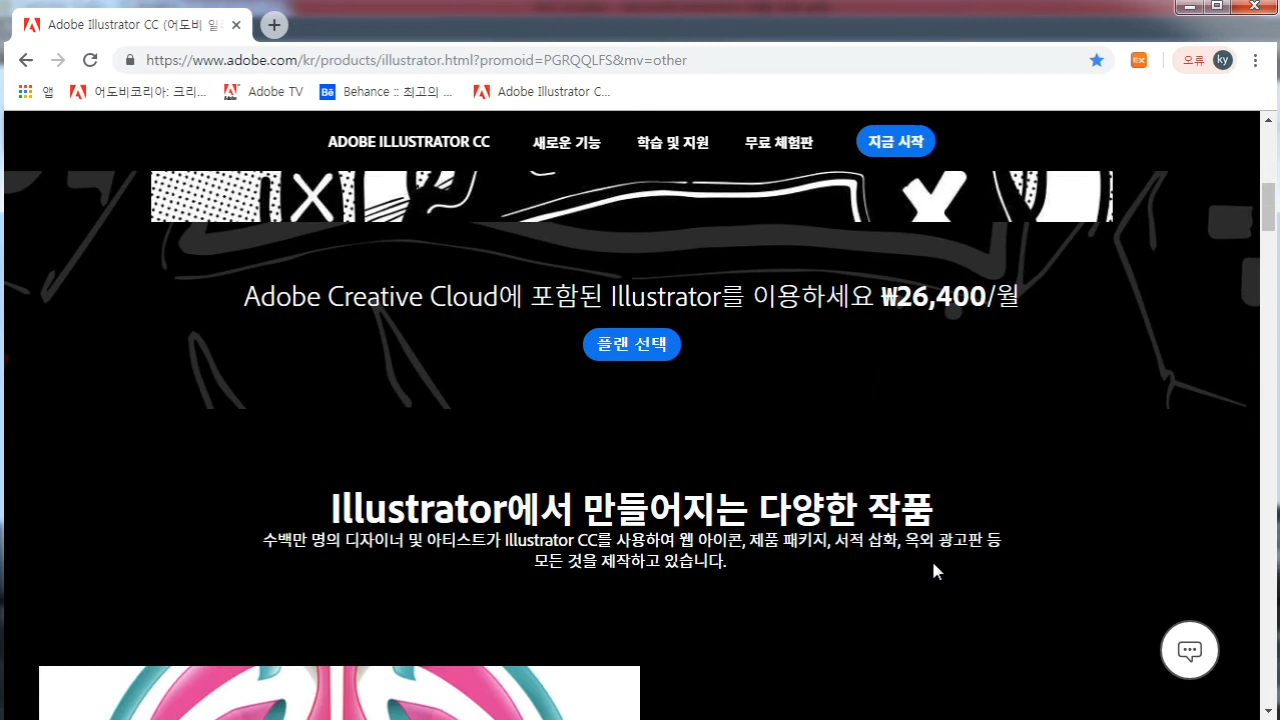 Adobe Illustrator CC (어도비 일
https://www.adobe.com/kr/products/illustrator.html?promoid=PGRQQLFS&mv=other
오류
ky
앱
어도비코리아: 크리...
Adobe TV
Behance :: 최고의 ...
Adobe Illustrator C...
ADOBE ILLUSTRATOR CC
새로운 기능
학습 및 지원
무료 체험판
지금 시작
Adobe Creative Cloud에 포함된 Illustrator를 이용하세요 ₩26,400/월
플랜 선택
Illustrator에서 만들어지는 다양한 작품
수백만 명의 디자이너 및 아티스트가 Illustrator CC를 사용하여 웹 아이콘, 제품 패키지, 서적 삽화, 옥외 광고판 등
모든 것을 제작하고 있습니다.